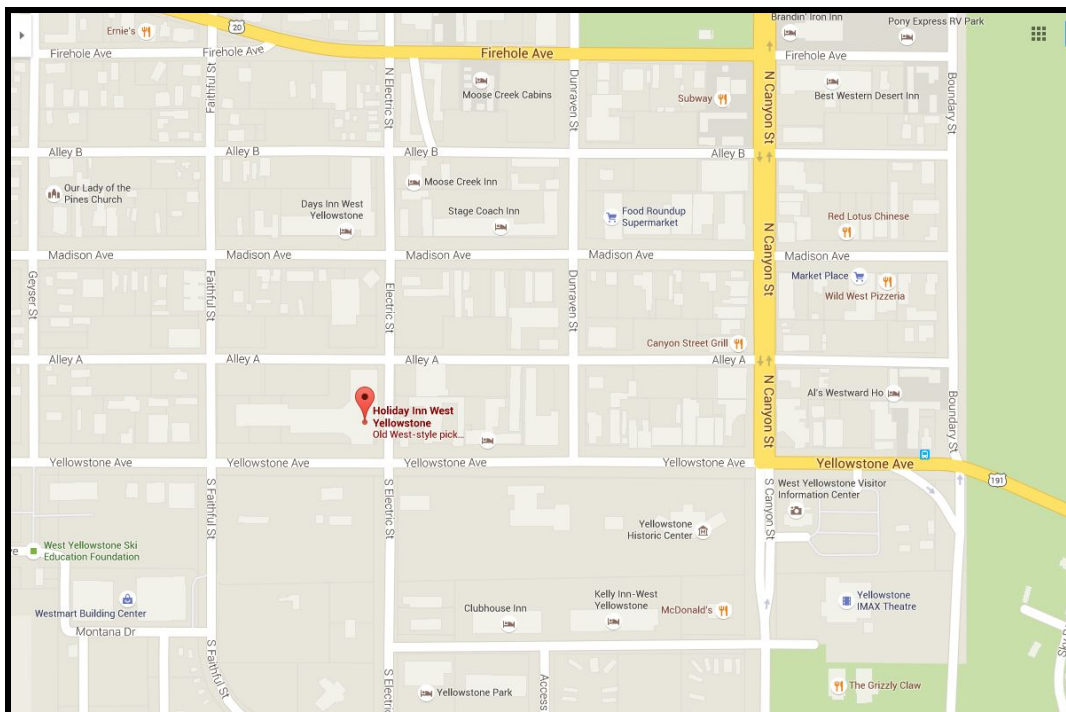 Brandin' Iron Inn
Pony Express RV Park
Ernie's
20
Firehole Ave
Firehole Ave
Firehole Ave
Firehole Ave
Faithful St
N Electric St
Moose Creek Cabins
Dunraven St
Subway
N Canyon St
Best Western Desert Inn
Boundary St
Alley B
Alley B
Alley B
Alley B
Our Lady of the
Pines Church
Moose Creek Inn
Days Inn West
Yellowstone
Stage Coach Inn
Food Roundup
Supermarket
Red Lotus Chinese
N Canyon St
Madison Ave
Madison Ave
Madison Ave
Madison Ave
Madison Ave
Geyser St
Faithful St
Electric St
Dunraven St
Market Place
Wild West Pizzeria
Canyon Street Grill
Alley A
Alley A
Alley A
Alley A
N Canyon St
Al's Westward Ho
Boundary St
Holiday Inn West
Yellowstone
Old West-style pick...
Yellowstone Ave
Yellowstone Ave
Yellowstone Ave
Yellowstone Ave
Yellowstone Ave
191
S Faithful St
S Electric St
S Canyon St
West Yellowstone Visitor
Information Center
Yellowstone
Historic Center
West Yellowstone Ski
Education Foundation
Westmart Building Center
Montana Dr
Clubhouse Inn
Kelly Inn-West
Yellowstone
McDonald's
Yellowstone
IMAX Theatre
S Faithful St
S Electric
Yellowstone Park
Access
The Grizzly Claw